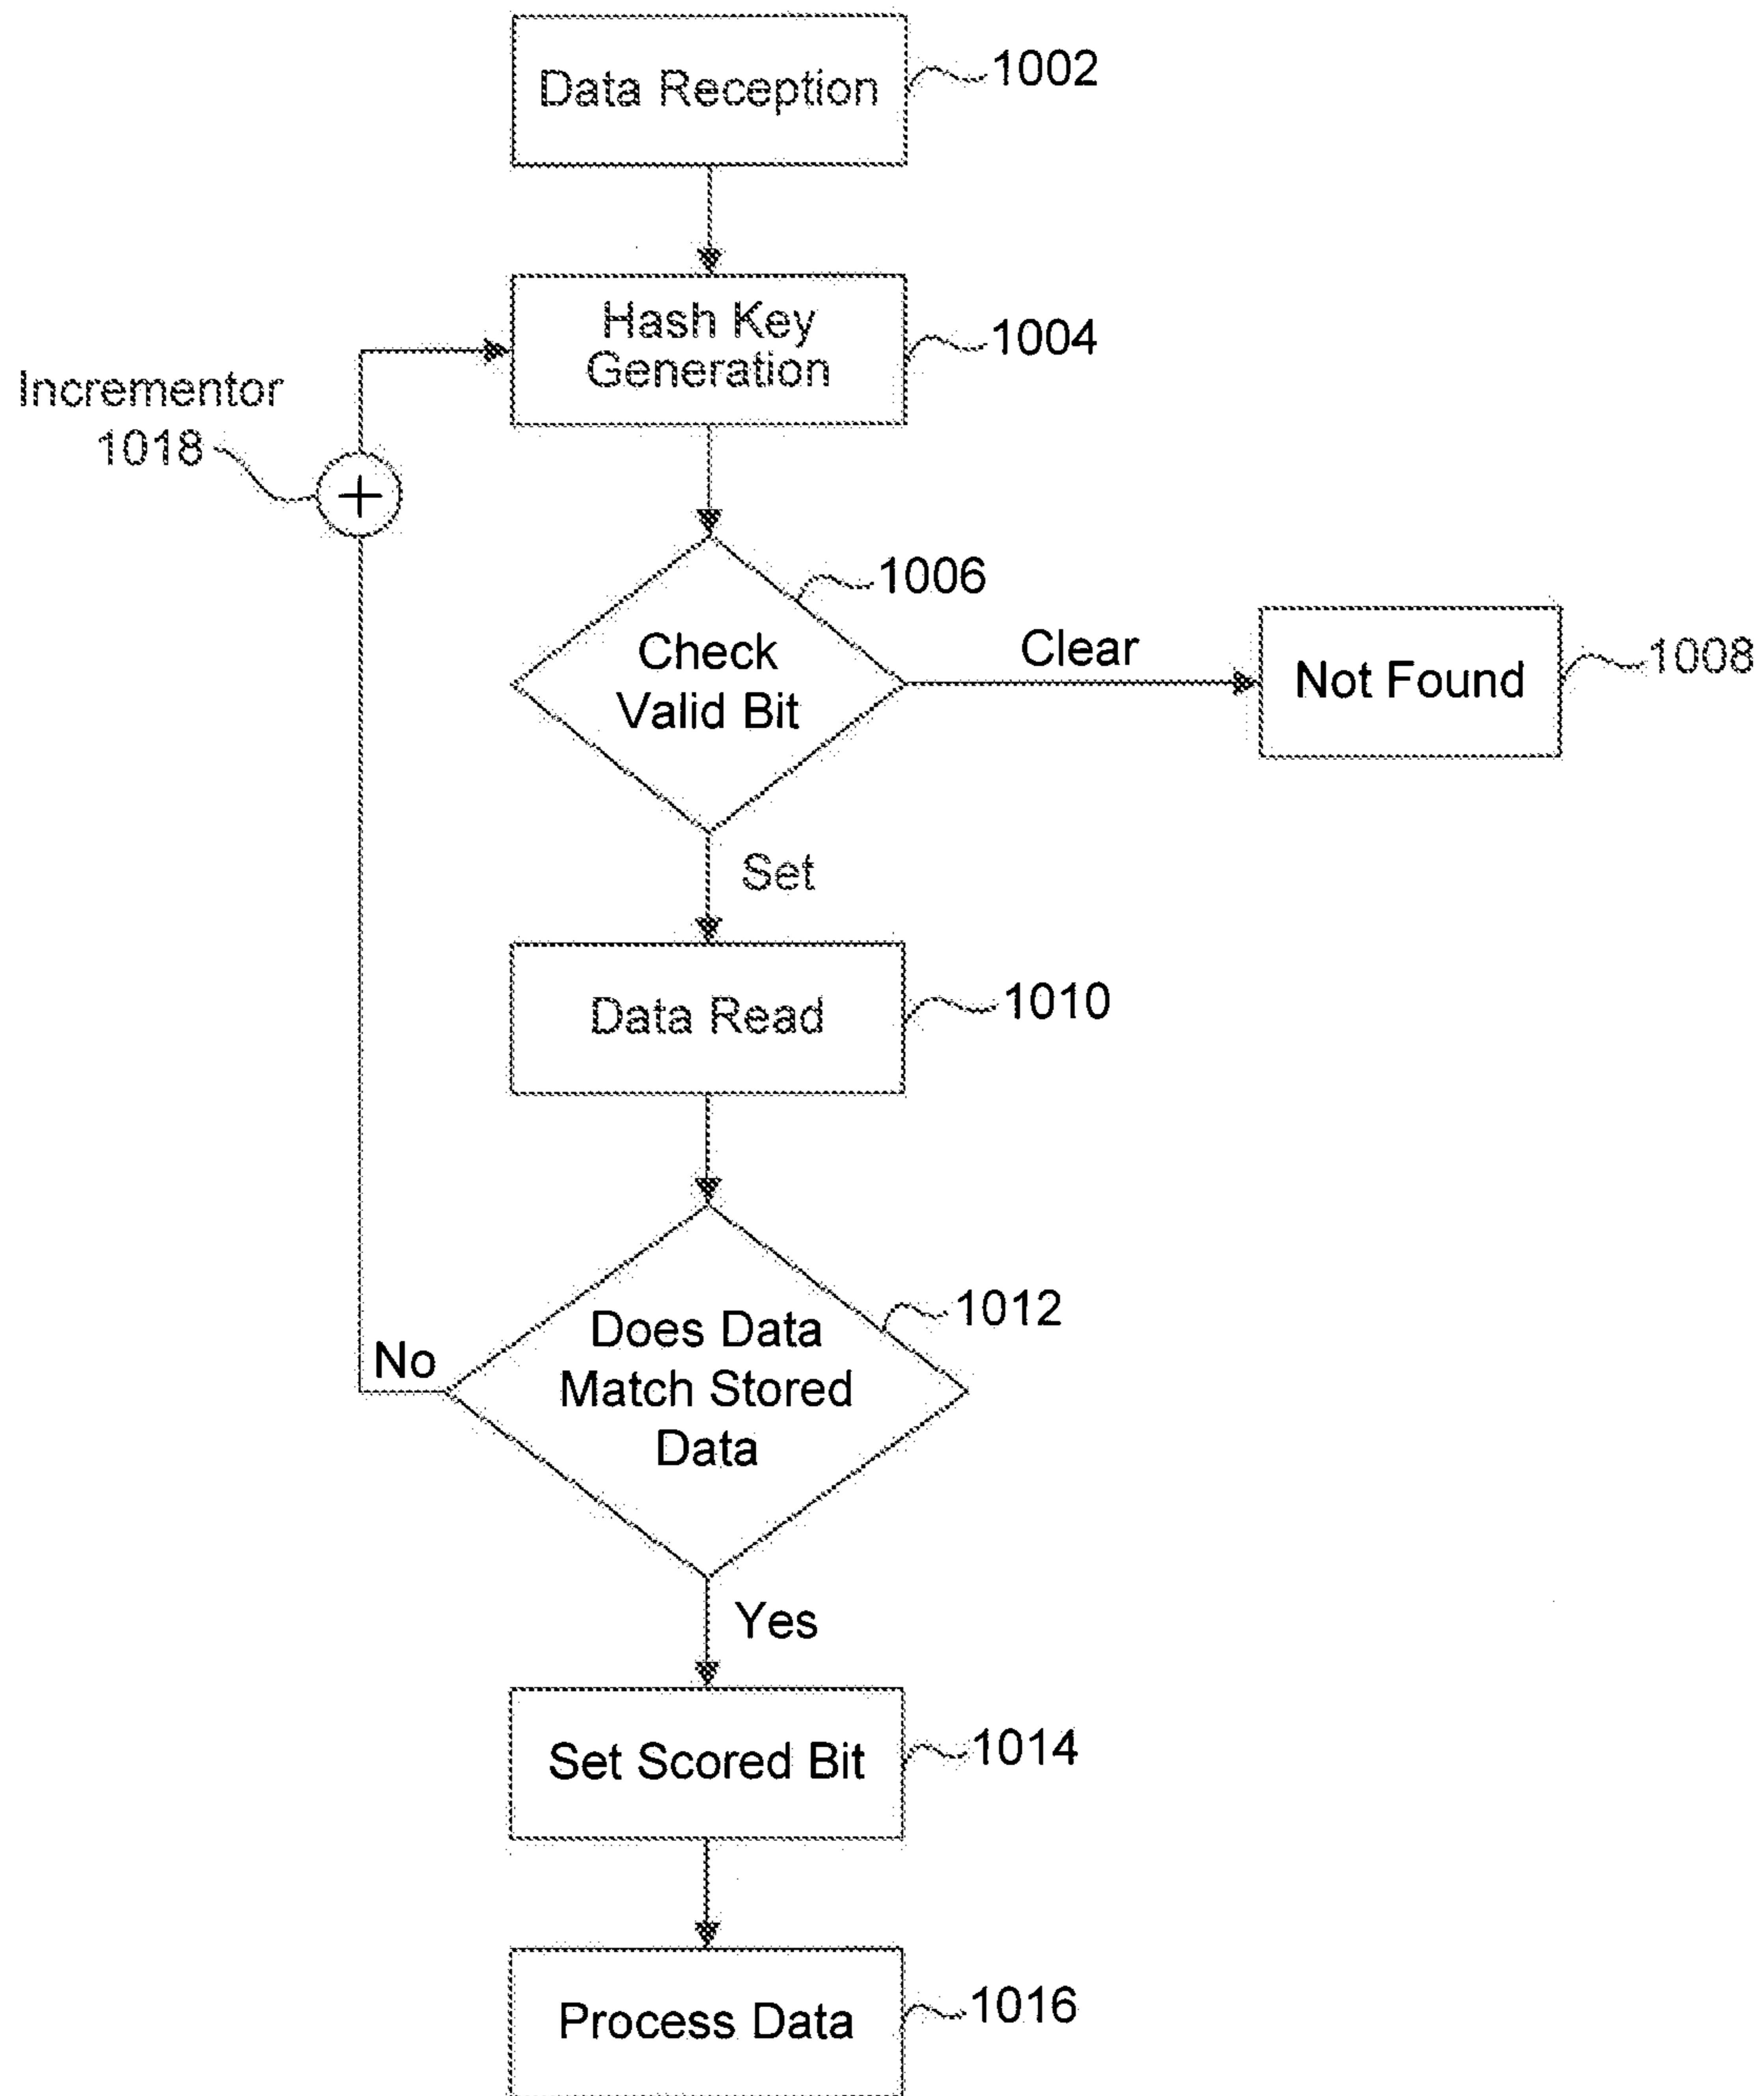 Data Reception
1002
Hash Key
Generation
1004
Incrementor
1018
+
1006
Check
Valid Bit
Clear
Not Found
1008
Set
Data Read
1010
1012
Does Data
Match Stored
Data
No
Yes
Set Scored Bit
1014
Process Data
1016